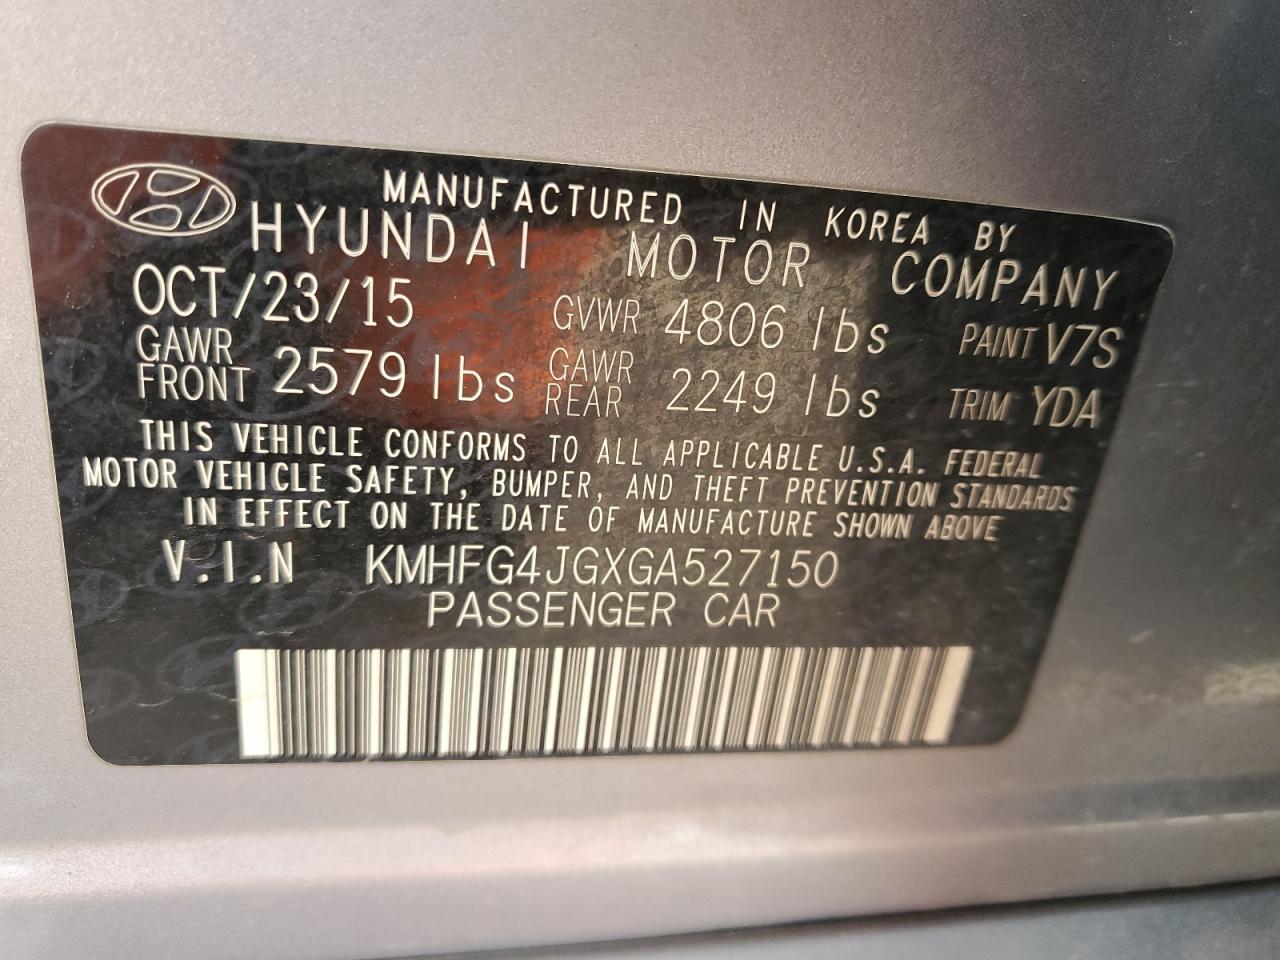 MANUFACTURED IN KOREA BY
HYUNDAI MOTOR COMPANY
OCT/23/15 GVWR 4806 lbs PAINT V7S
GAWR FRONT 2579 lbs GAWR REAR 2249 lbs TRIM YDA
THIS VEHICLE CONFORMS TO ALL APPLICABLE U.S.A. FEDERAL
MOTOR VEHICLE SAFETY, BUMPER, AND THEFT PREVENTION STANDARDS
IN EFFECT ON THE DATE OF MANUFACTURE SHOWN ABOVE
V.I.N KMHFG4JGXGA527150
PASSENGER CAR